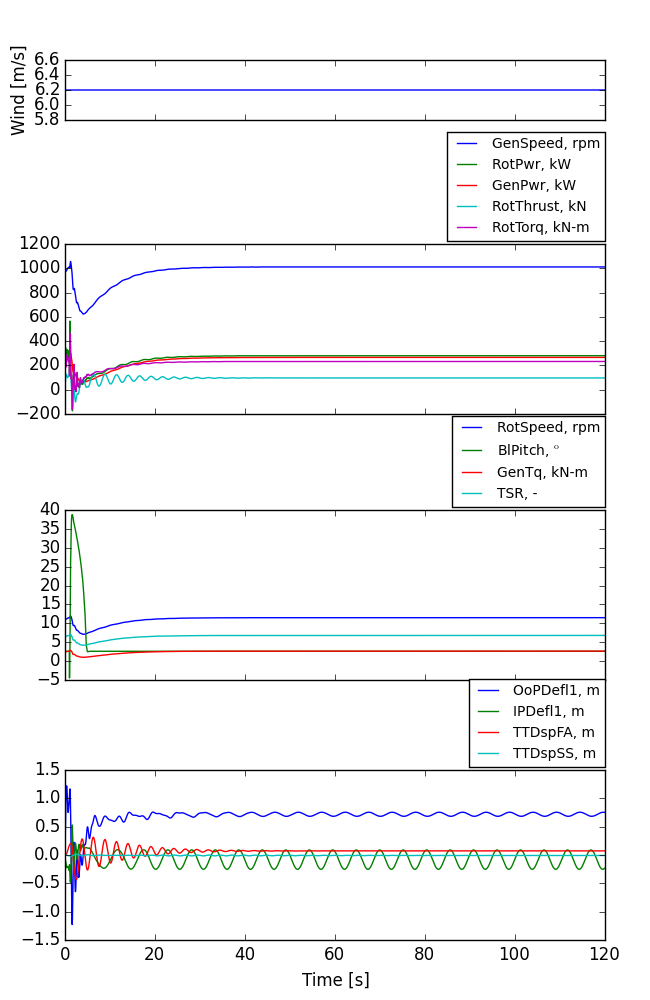 Wind [m/s]
6.6
6.4
6.2
6.0
5.8
GenSpeed, rpm
RotPwr, kW
GenPwr, kW
RotThrust, kN
RotTorq, kN-m
1200
1000
800
600
400
200
0
−200
RotSpeed, rpm
BlPitch, °
GenTq, kN-m
TSR, -
40
35
30
25
20
15
10
5
0
−5
OoPDefl1, m
IPDefl1, m
TTDspFA, m
TTDspSS, m
1.5
1.0
0.5
0.0
−0.5
−1.0
−1.5
0 20 40 60 80 100 120
Time [s]